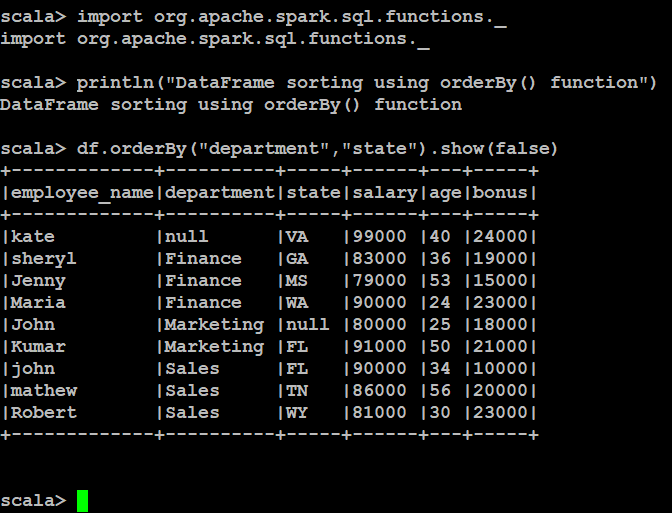 scala> import org.apache.spark.sql.functions._
import org.apache.spark.sql.functions._
scala> println("DataFrame sorting using orderBy() function")
DataFrame sorting using orderBy() function
scala> df.orderBy("department","state").show(false)
+-------------+----------+-----+------+---+-----+
|employee_name|department|state|salary|age|bonus|
+-------------+----------+-----+------+---+-----+
|kate         |null      |VA   |99000 |40 |24000|
|sheryl       |Finance   |GA   |83000 |36 |19000|
|Jenny        |Finance   |MS   |79000 |53 |15000|
|Maria        |Finance   |WA   |90000 |24 |23000|
|John         |Marketing |null |80000 |25 |18000|
|Kumar        |Marketing |FL   |91000 |50 |21000|
|john         |Sales     |FL   |90000 |34 |10000|
|mathew       |Sales     |TN   |86000 |56 |20000|
|Robert       |Sales     |WY   |81000 |30 |23000|
+-------------+----------+-----+------+---+-----+
scala>